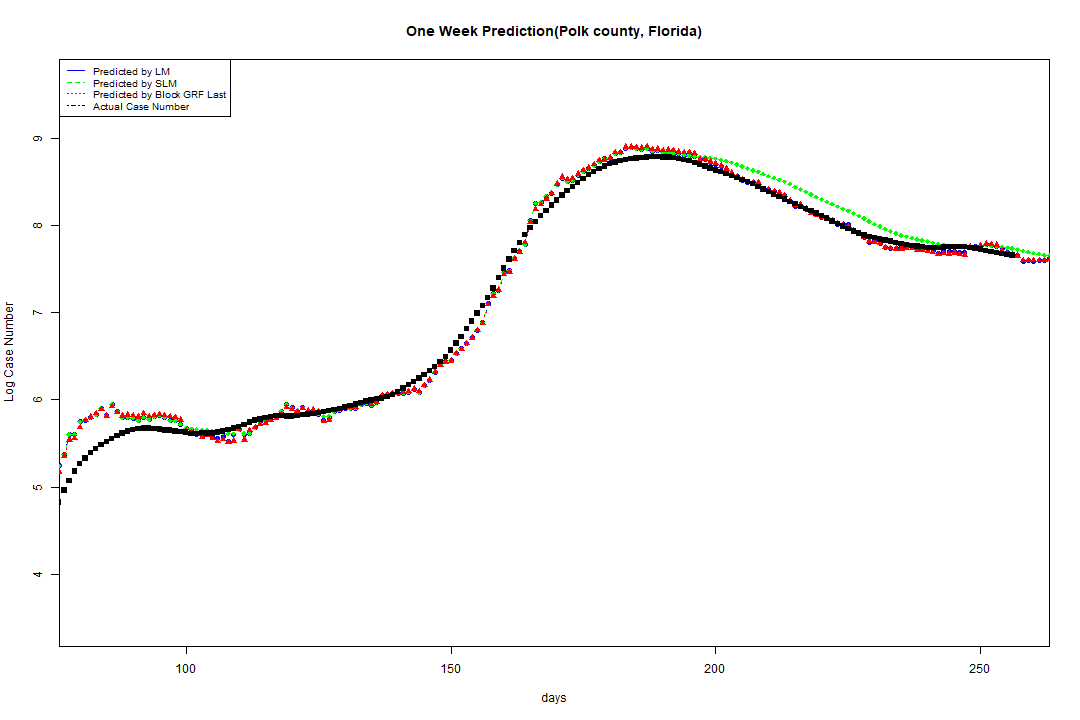 One Week Prediction(Polk county, Florida)
Predicted by LM
Predicted by SLM
Predicted by Block GRF Last
Actual Case Number
9
8
7
6
5
4
Log Case Number
100 150 200 250
days